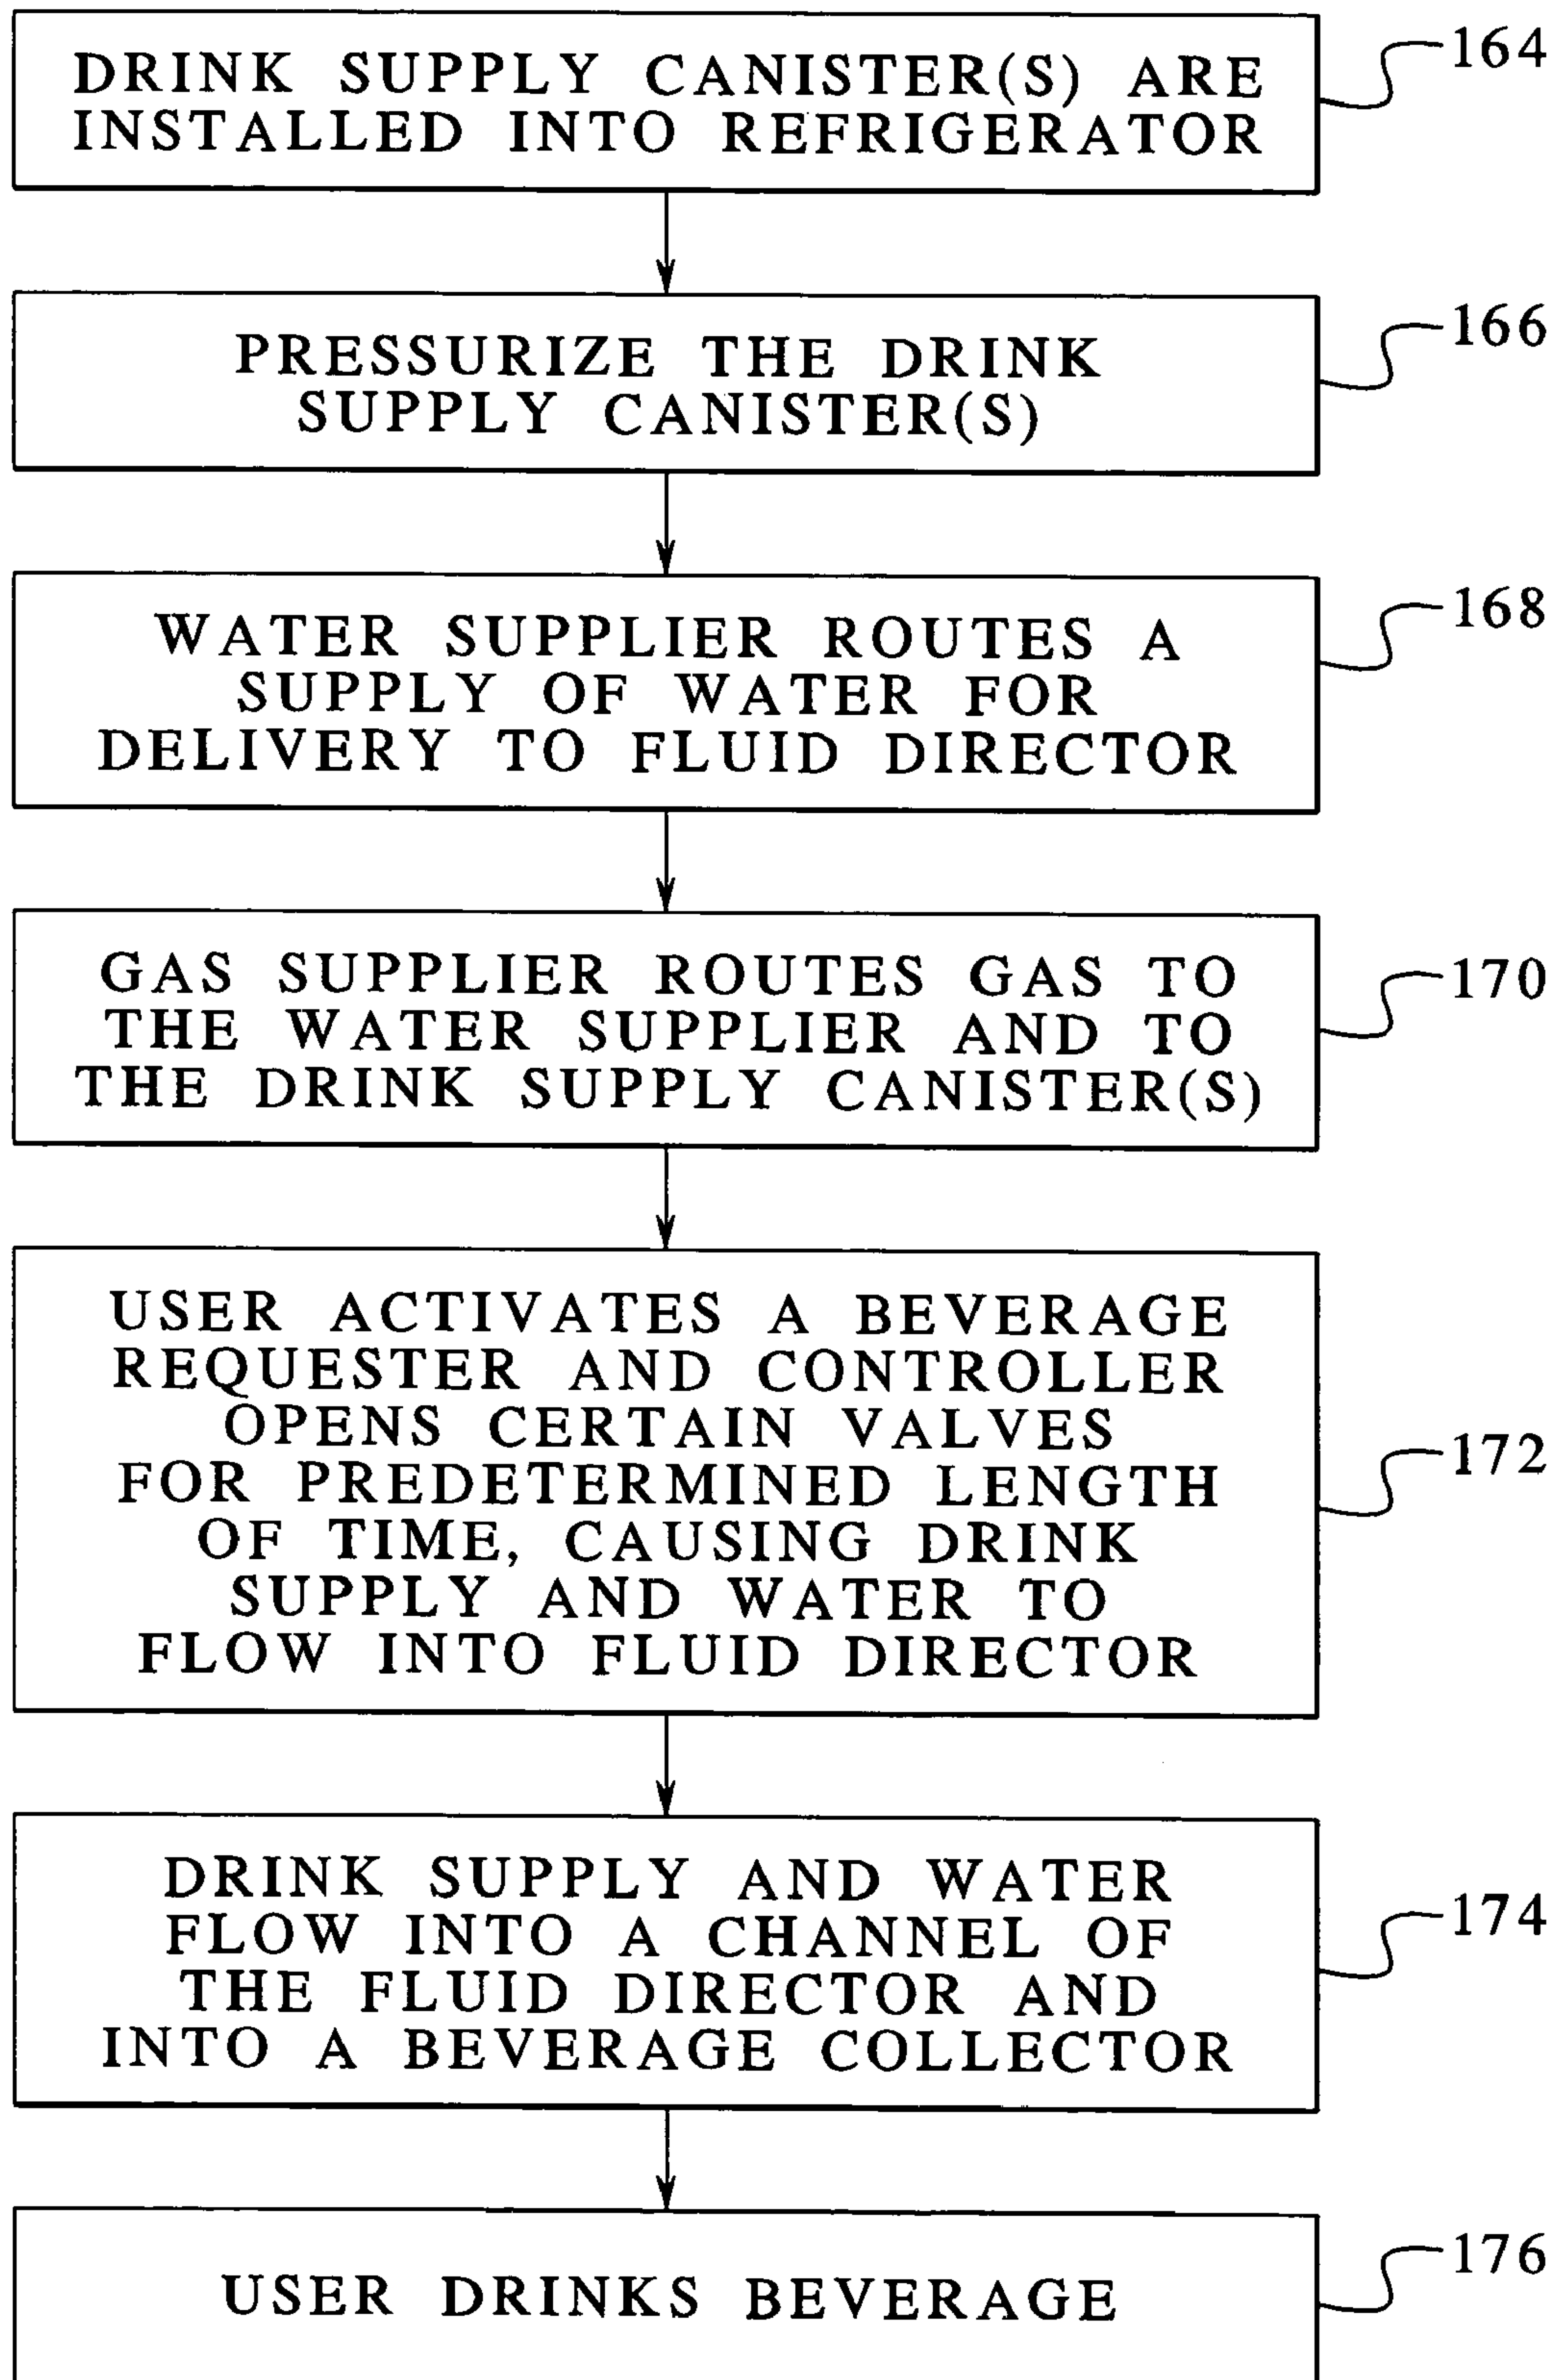 DRINK SUPPLY CANISTER(S) ARE
INSTALLED INTO REFRIGERATOR
164
PRESSURIZE THE DRINK
SUPPLY CANISTER(S)
166
WATER SUPPLIER ROUTES A
SUPPLY OF WATER FOR
DELIVERY TO FLUID DIRECTOR
168
GAS SUPPLIER ROUTES GAS TO
THE WATER SUPPLIER AND TO
THE DRINK SUPPLY CANISTER(S)
170
USER ACTIVATES A BEVERAGE
REQUESTER AND CONTROLLER
OPENS CERTAIN VALVES
FOR PREDETERMINED LENGTH
OF TIME, CAUSING DRINK
SUPPLY AND WATER TO
FLOW INTO FLUID DIRECTOR
172
DRINK SUPPLY AND WATER
FLOW INTO A CHANNEL OF
THE FLUID DIRECTOR AND
INTO A BEVERAGE COLLECTOR
174
USER DRINKS BEVERAGE
176